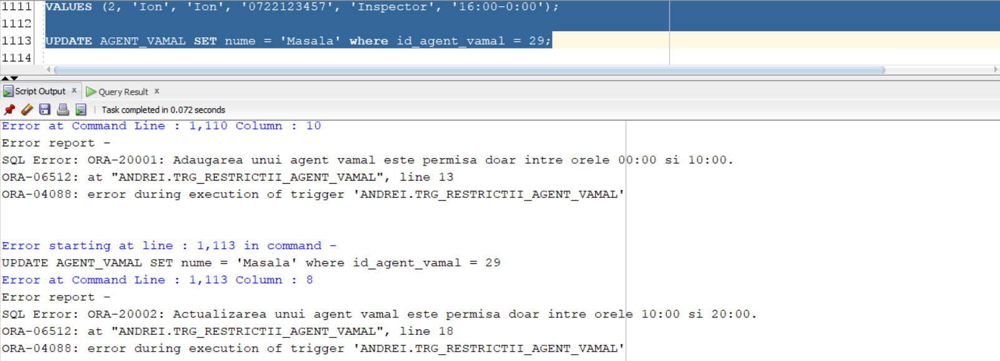 1111 VALUES (2, 'Ion', 'Ion', '0722123457', 'Inspector', '16:00-0:00');
1112
1113 UPDATE AGENT_VAMAL SET nume = 'Masala' where id_agent_vamal = 29;
1114
Script Output x Query Result x
Task completed in 0.072 seconds
Error at Command Line : 1,110 Column : 10
Error report -
SQL Error: ORA-20001: Adaugarea unui agent vamal este permisa doar intre orele 00:00 si 10:00.
ORA-06512: at "ANDREI.TRG_RESTRICTII_AGENT_VAMAL", line 13
ORA-04088: error during execution of trigger 'ANDREI.TRG_RESTRICTII_AGENT_VAMAL'
Error starting at line : 1,113 in command -
UPDATE AGENT_VAMAL SET nume = 'Masala' where id_agent_vamal = 29
Error at Command Line : 1,113 Column : 8
Error report -
SQL Error: ORA-20002: Actualizarea unui agent vamal este permisa doar intre orele 10:00 si 20:00.
ORA-06512: at "ANDREI.TRG_RESTRICTII_AGENT_VAMAL", line 18
ORA-04088: error during execution of trigger 'ANDREI.TRG_RESTRICTII_AGENT_VAMAL'